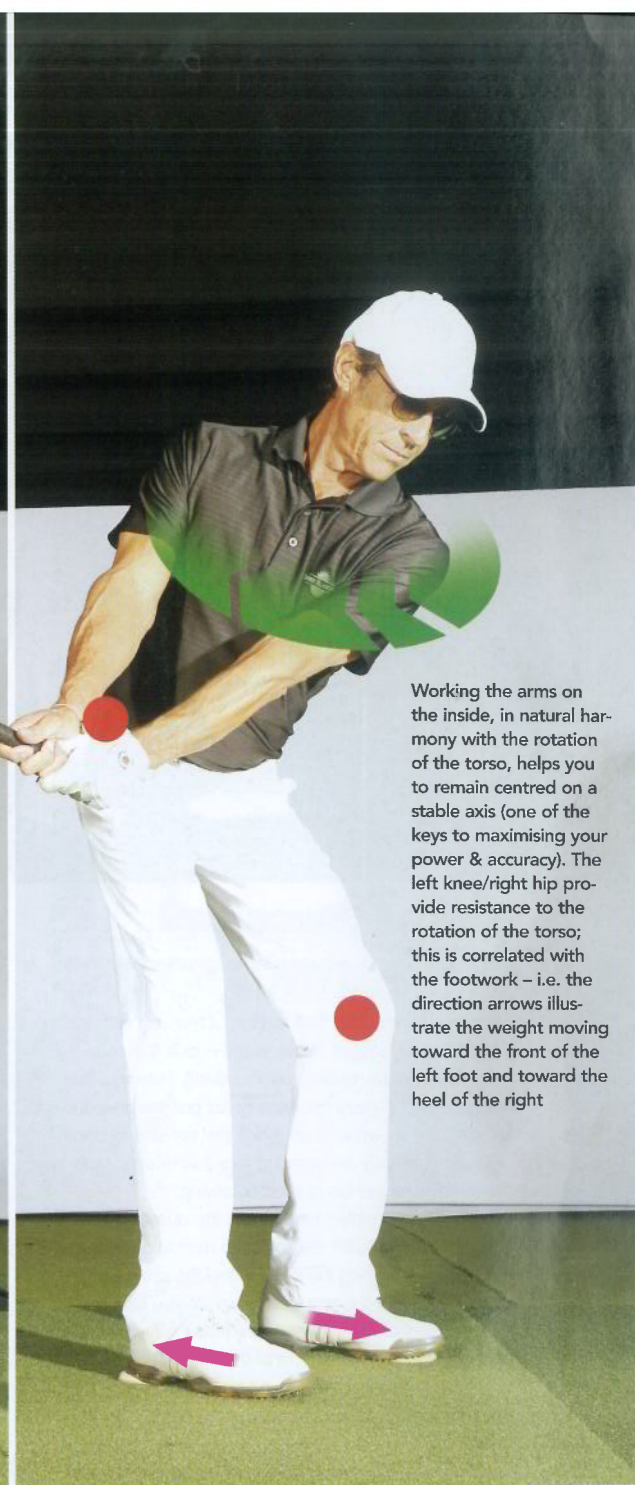 Working the arms on
the inside, in natural har-
mony with the rotation
of the torso, helps you
to remain centred on a
stable axis (one of the
keys to maximising your
power & accuracy). The
left knee/right hip pro-
vide resistance to the
rotation of the torso;
this is correlated with
the footwork – i.e. the
direction arrows illus-
trate the weight moving
toward the front of the
left foot and toward the
heel of the right